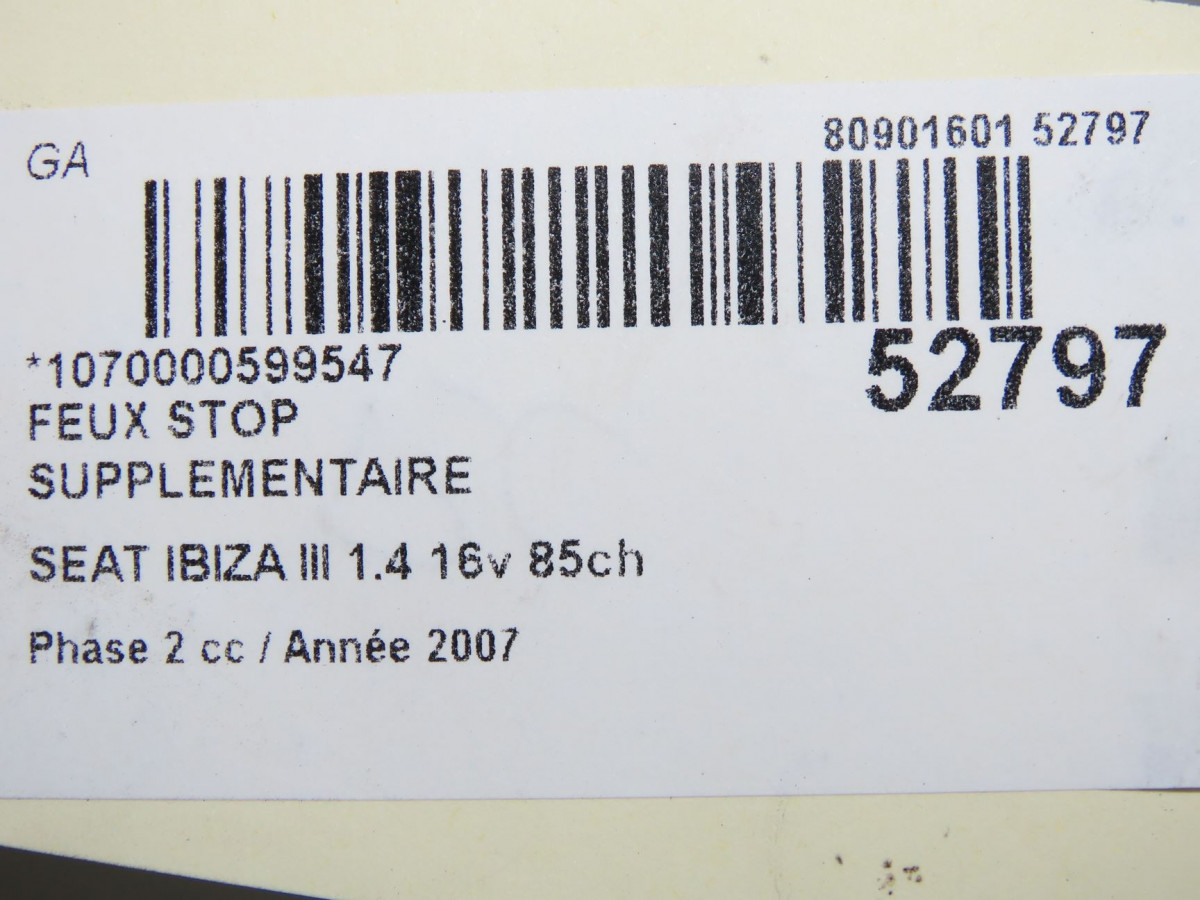 GA
80901601 52797
52797
*1070000599547
FEUX STOP
SUPPLEMENTAIRE
SEAT IBIZA III 1.4 16v 85ch
Phase 2 cc / Année 2007